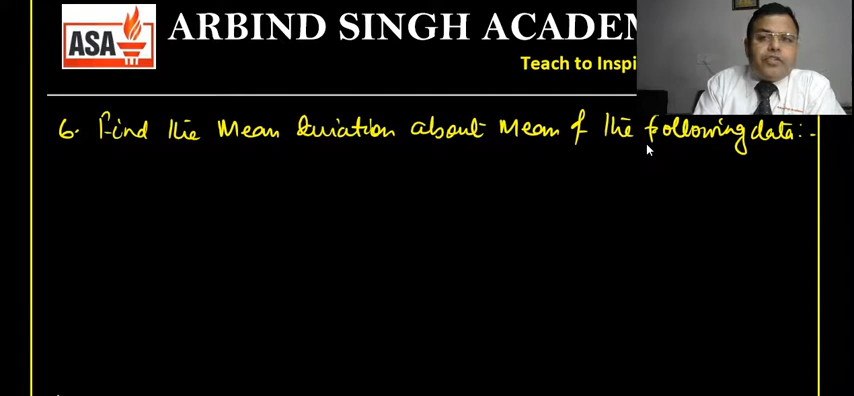 ASA
ARBIND SINGH ACADEM
Teach to Inspi
6. Find the Mean Deviation about Mean of the following data:-